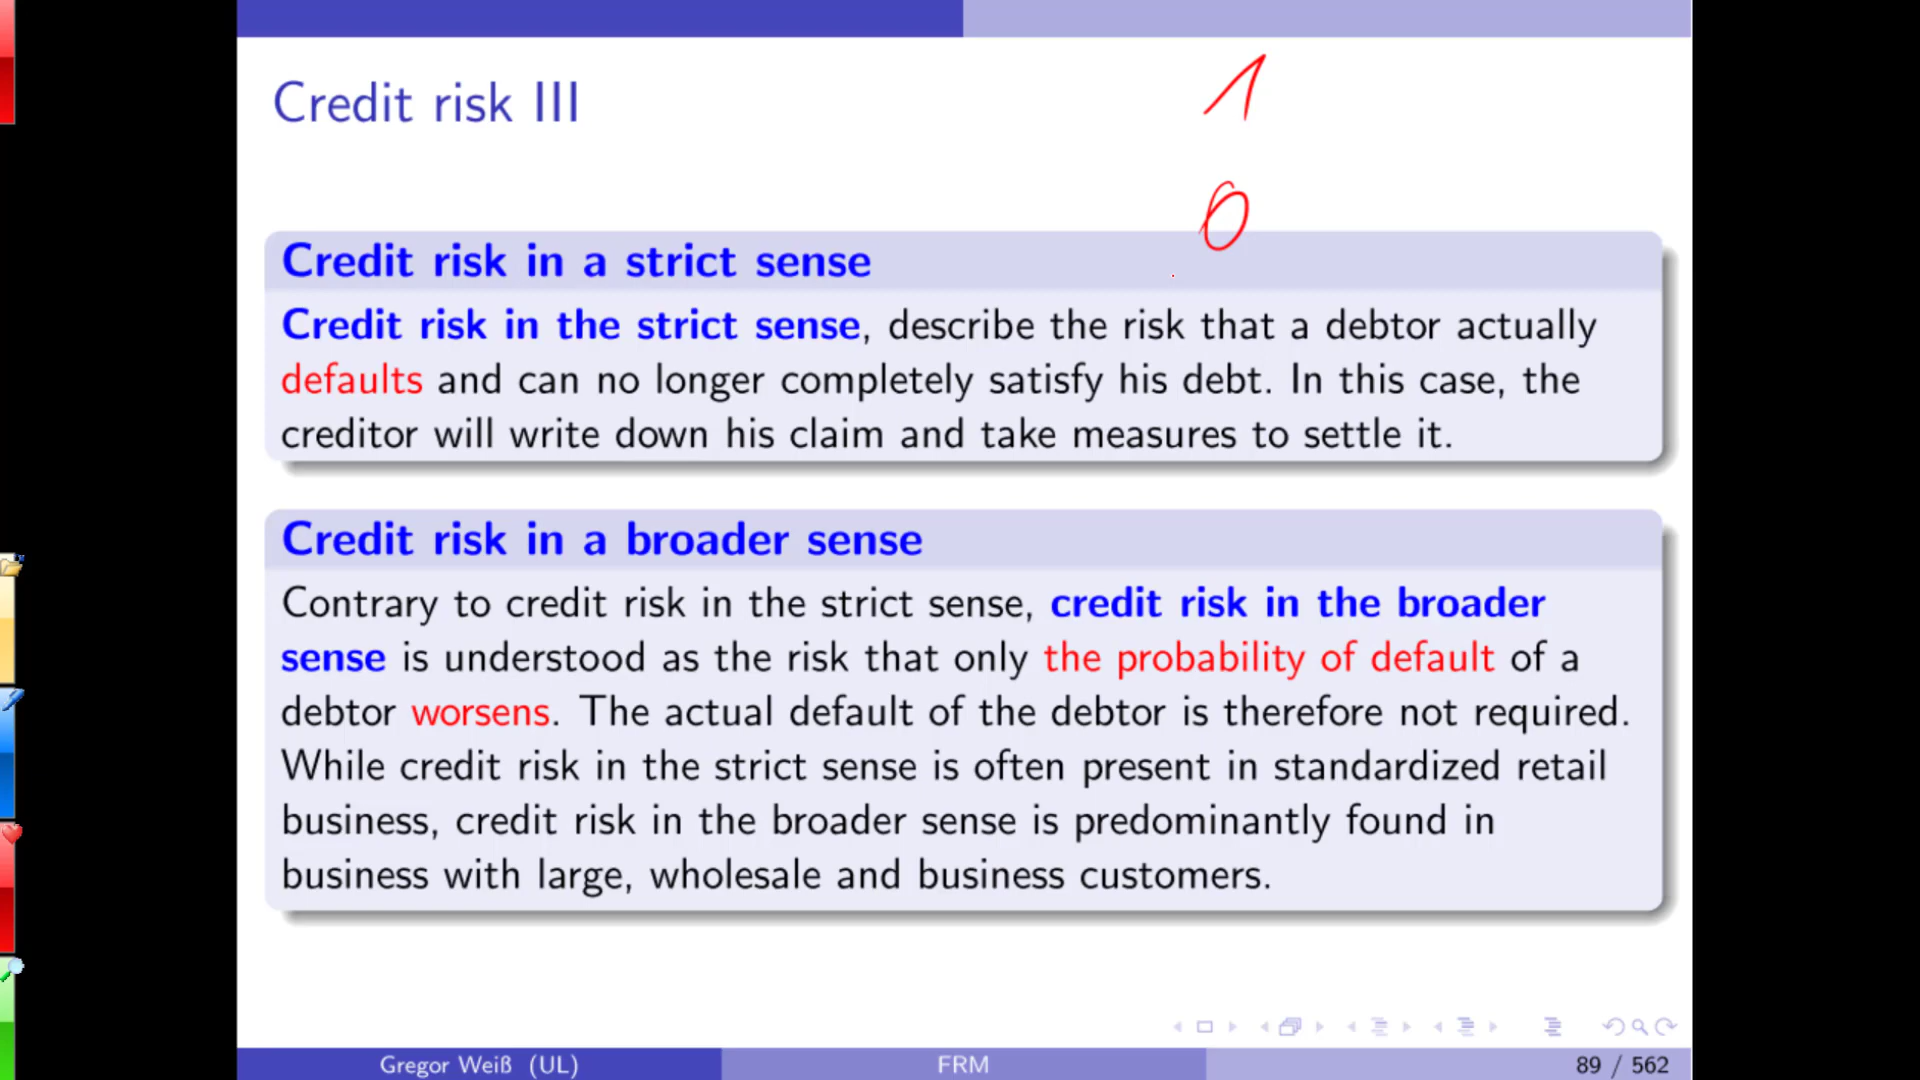 Credit risk III
1
0
Credit risk in a strict sense
Credit risk in the strict sense, describe the risk that a debtor actually
defaults and can no longer completely satisfy his debt. In this case, the
creditor will write down his claim and take measures to settle it.
Credit risk in a broader sense
Contrary to credit risk in the strict sense, credit risk in the broader
sense is understood as the risk that only the probability of default of a
debtor worsens. The actual default of the debtor is therefore not required.
While credit risk in the strict sense is often present in standardized retail
business, credit risk in the broader sense is predominantly found in
business with large, wholesale and business customers.
Gregor Weiß (UL) FRM 89 / 562